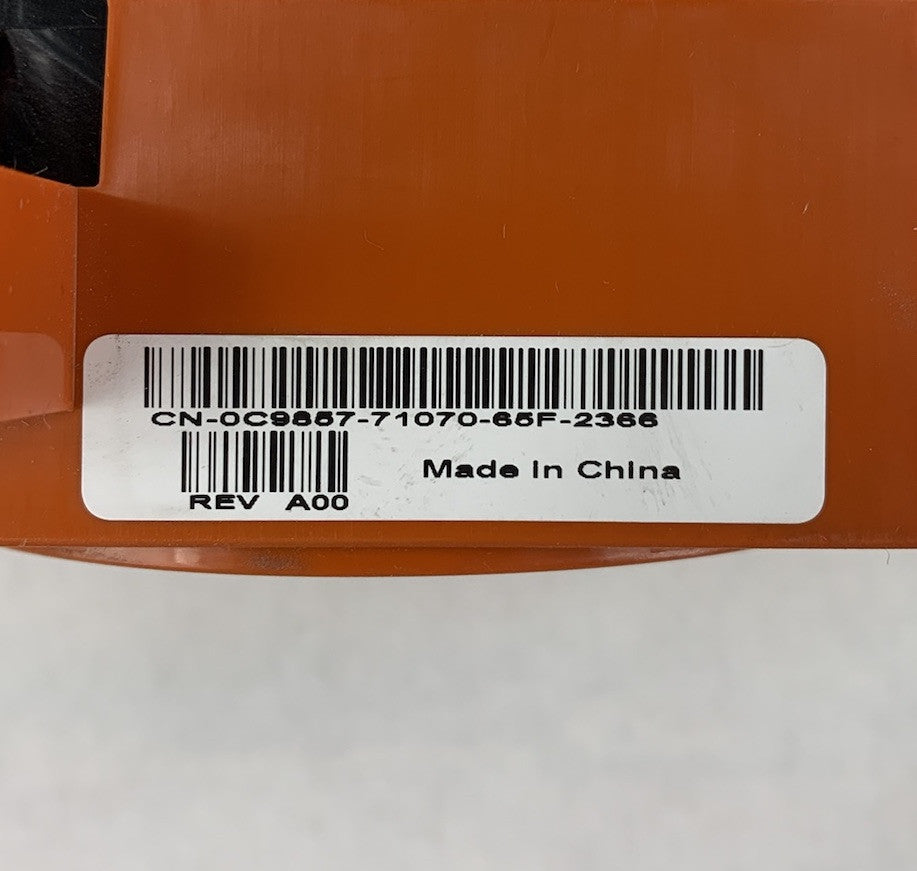 CN-0C9857-71070-65F-2366
REV A00
Made in China